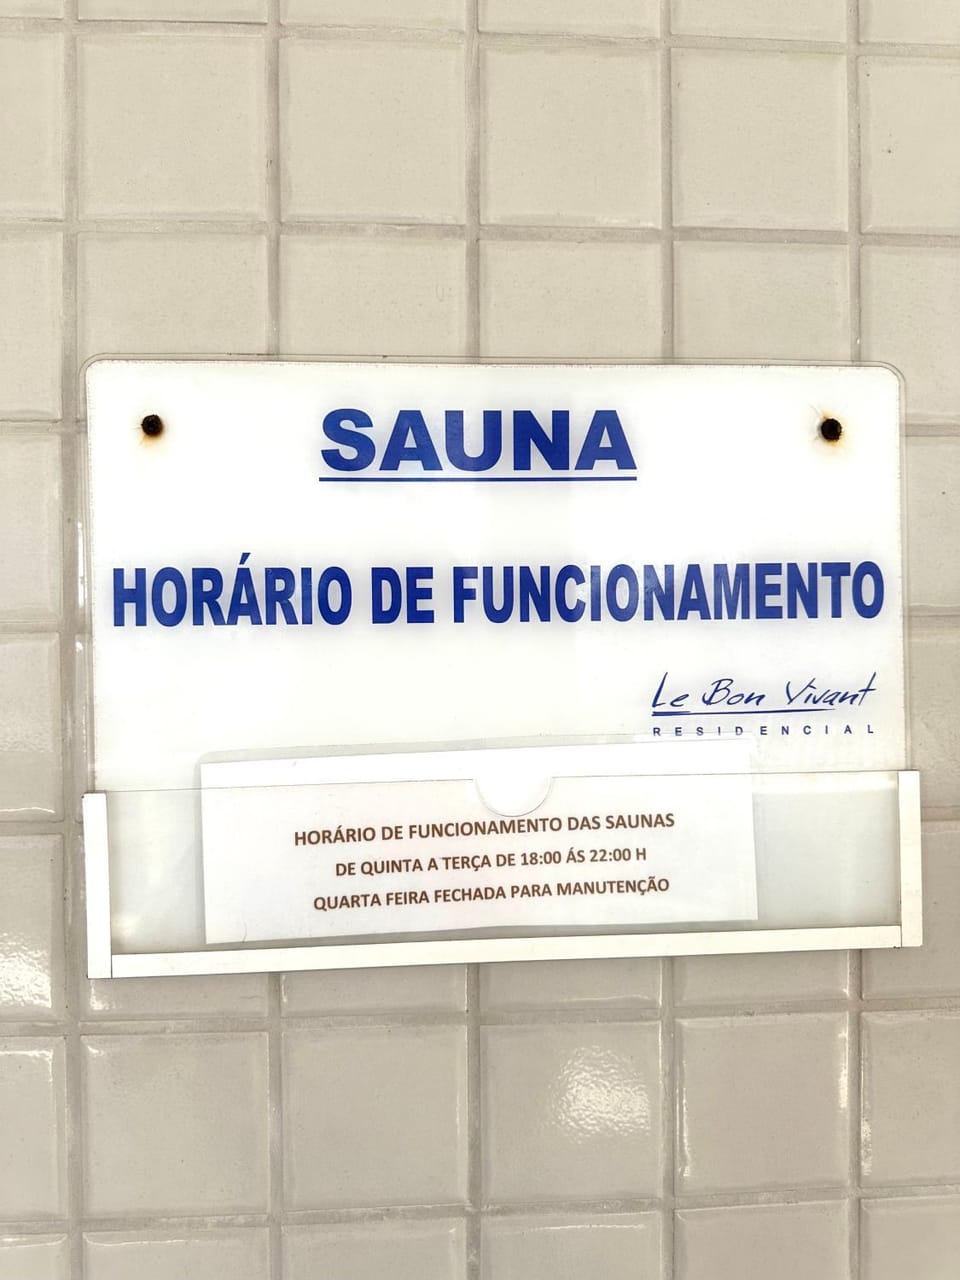 SAUNA
HORÁRIO DE FUNCIONAMENTO
Le Bon Vivant
RESIDENCIAL
HORÁRIO DE FUNCIONAMENTO DAS SAUNAS
DE QUINTA A TERÇA DE 18:00 ÁS 22:00 H
QUARTA FEIRA FECHADA PARA MANUTENÇÃO